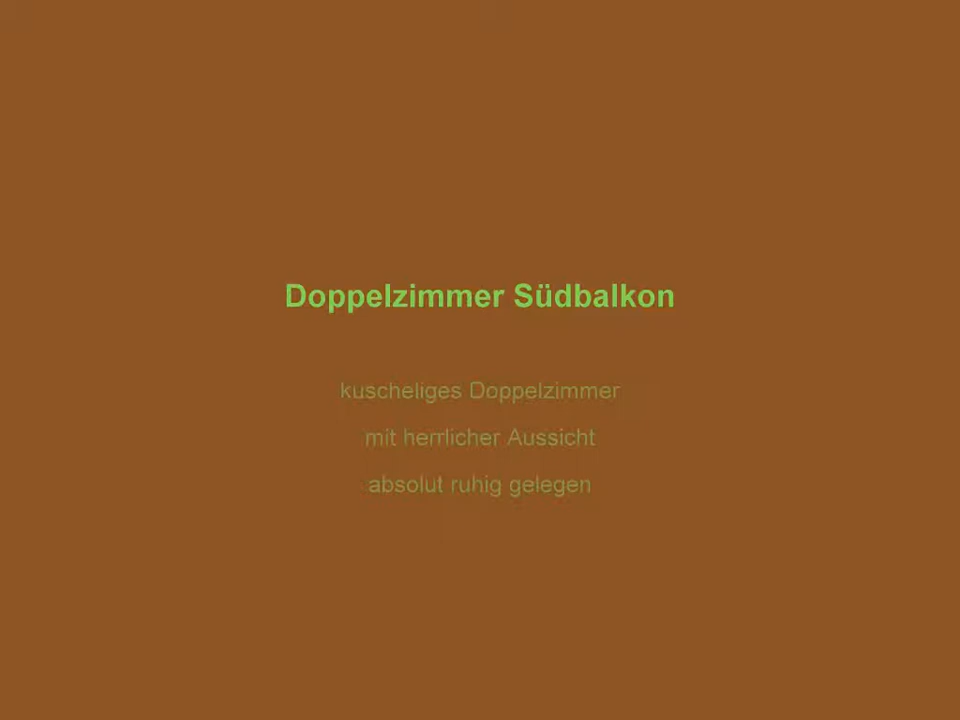 Doppelzimmer Südbalkon
kuscheliges Doppelzimmer
mit herrlicher Aussicht
absolut ruhig gelegen